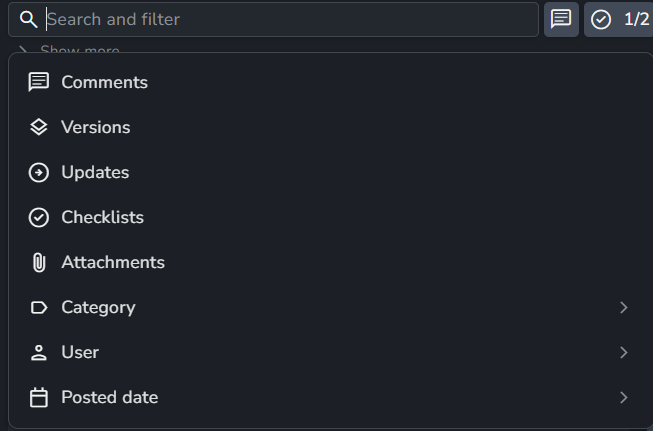 Search and filter
1/2
Show more
Comments
Versions
Updates
Checklists
Attachments
Category
User
Posted date